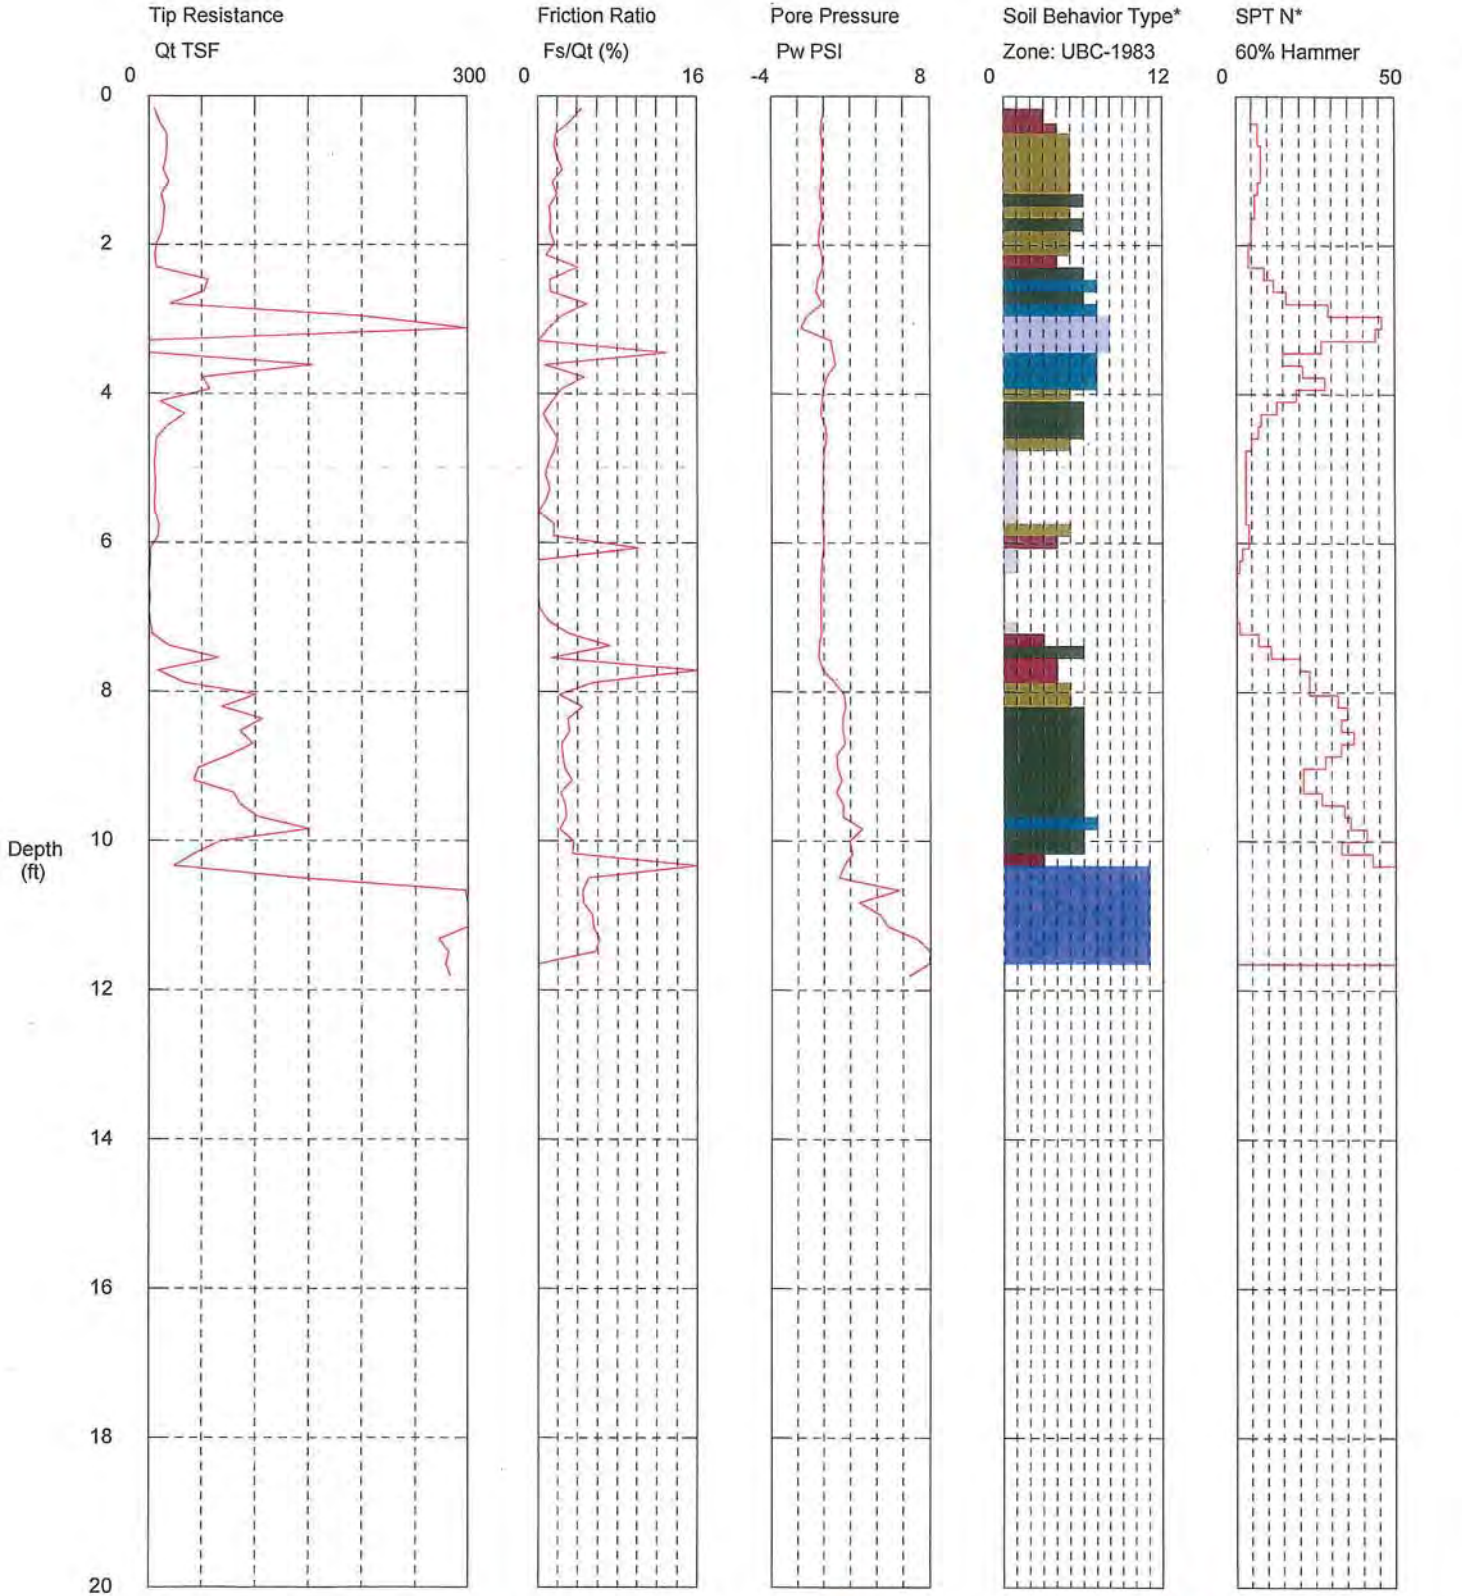 Tip Resistance
Qt TSF
0 300
Friction Ratio
Fs/Qt (%)
0 16
Pore Pressure
Pw PSI
-4 8
Soil Behavior Type*
Zone: UBC-1983
0 12
SPT N*
60% Hammer
0 50
0
2
4
6
8
10
Depth
(ft)
12
14
16
18
20